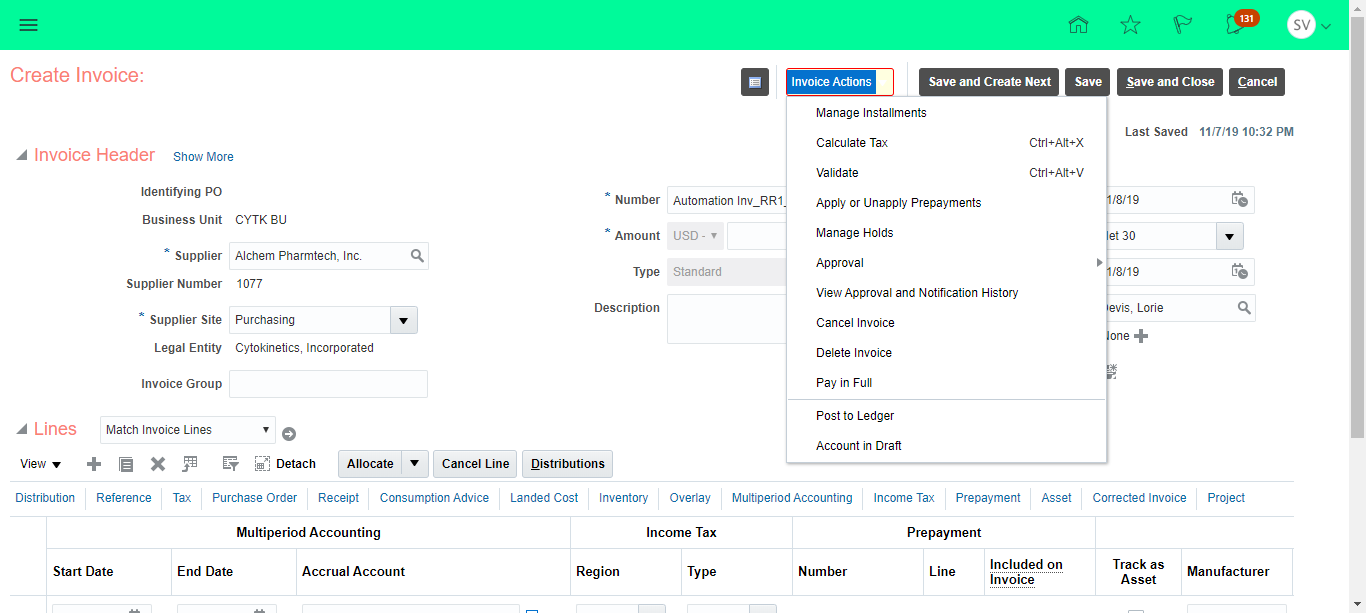 131
SV
Create Invoice:
Invoice Actions
Save and Create Next
Save
Save and Close
Cancel
Manage Installments
Calculate Tax Ctrl+Alt+X
Validate Ctrl+Alt+V
Apply or Unapply Prepayments
Manage Holds
Approval
View Approval and Notification History
Cancel Invoice
Delete Invoice
Pay in Full
Post to Ledger
Account in Draft
Last Saved 11/7/19 10:32 PM
Invoice Header Show More
Identifying PO
Business Unit CYTK BU
* Supplier Alchem Pharmtech, Inc.
Supplier Number 1077
* Supplier Site Purchasing
Legal Entity Cytokinetics, Incorporated
Invoice Group
* Number Automation Inv_RR1_
* Amount USD -
Type Standard
Description
1/8/19
et 30
1/8/19
evis, Lorie
one
Lines Match Invoice Lines
View Detach Allocate Cancel Line Distributions
Distribution Reference Tax Purchase Order Receipt Consumption Advice Landed Cost Inventory Overlay Multiperiod Accounting Income Tax Prepayment Asset Corrected Invoice Project
Multiperiod Accounting Income Tax Prepayment
Start Date End Date Accrual Account Region Type Number Line Included on Invoice Track as Asset Manufacturer